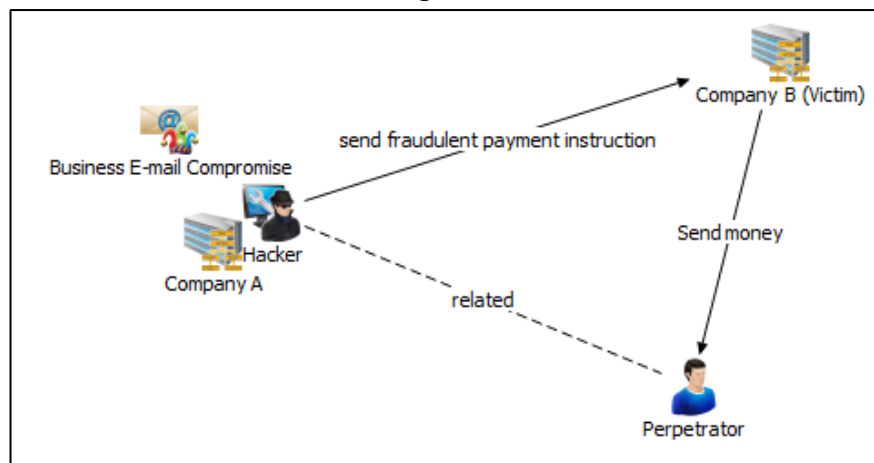 Company B (Victim)
send fraudulent payment instruction
Business E-mail Compromise
Send money
Hacker
Company A
related
Perpetrator